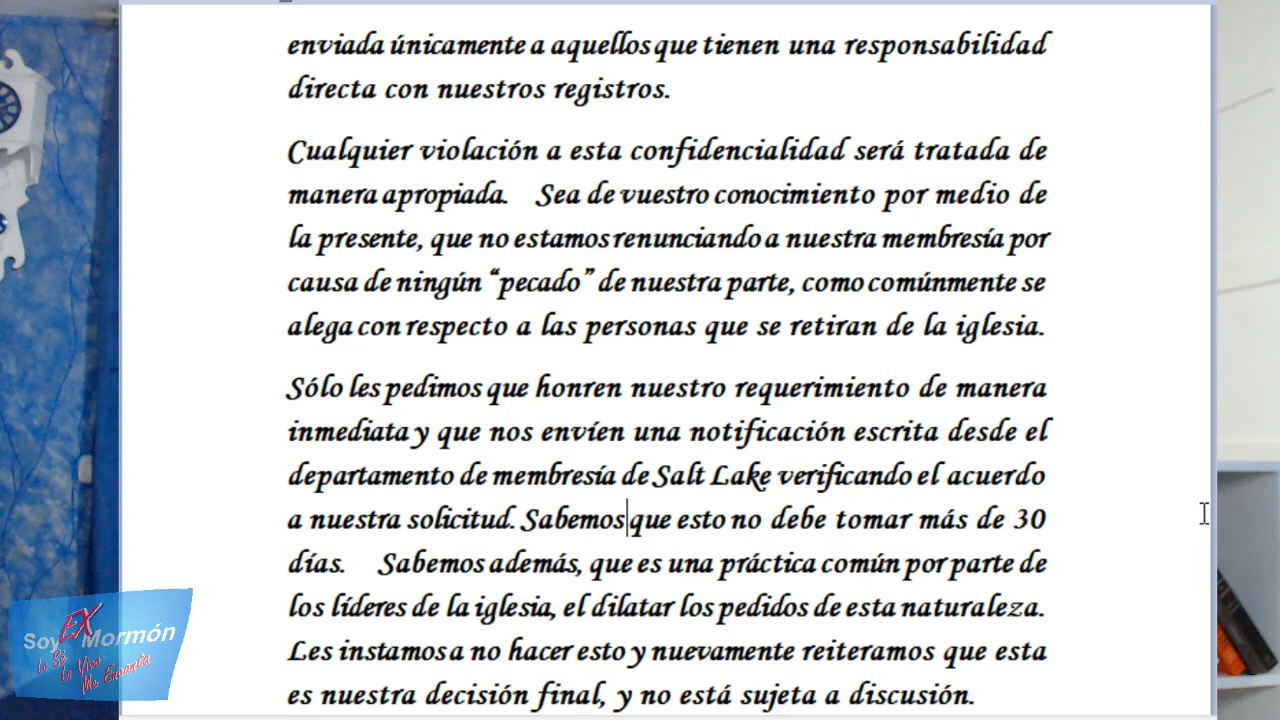 enviada únicamente a aquellos que tienen una responsabilidad
directa con nuestros registros.
Cualquier violación a esta confidencialidad será tratada de
manera apropiada. Sea de vuestro conocimiento por medio de
la presente, que no estamos renunciando a nuestra membresía por
causa de ningún “pecado” de nuestra parte, como comúnmente se
alega con respecto a las personas que se retiran de la iglesia.
Sólo les pedimos que honren nuestro requerimiento de manera
inmediata y que nos envíen una notificación escrita desde el
departamento de membresía de Salt Lake verificando el acuerdo
a nuestra solicitud. Sabemos que esto no debe tomar más de 30
días. Sabemos además, que es una práctica común por parte de
los líderes de la iglesia, el dilatar los pedidos de esta naturaleza.
Les instamos a no hacer esto y nuevamente reiteramos que esta
es nuestra decisión final, y no está sujeta a discusión.
Soy EX Mormón
Lo Sé
Lo Vivo
Me Encanta